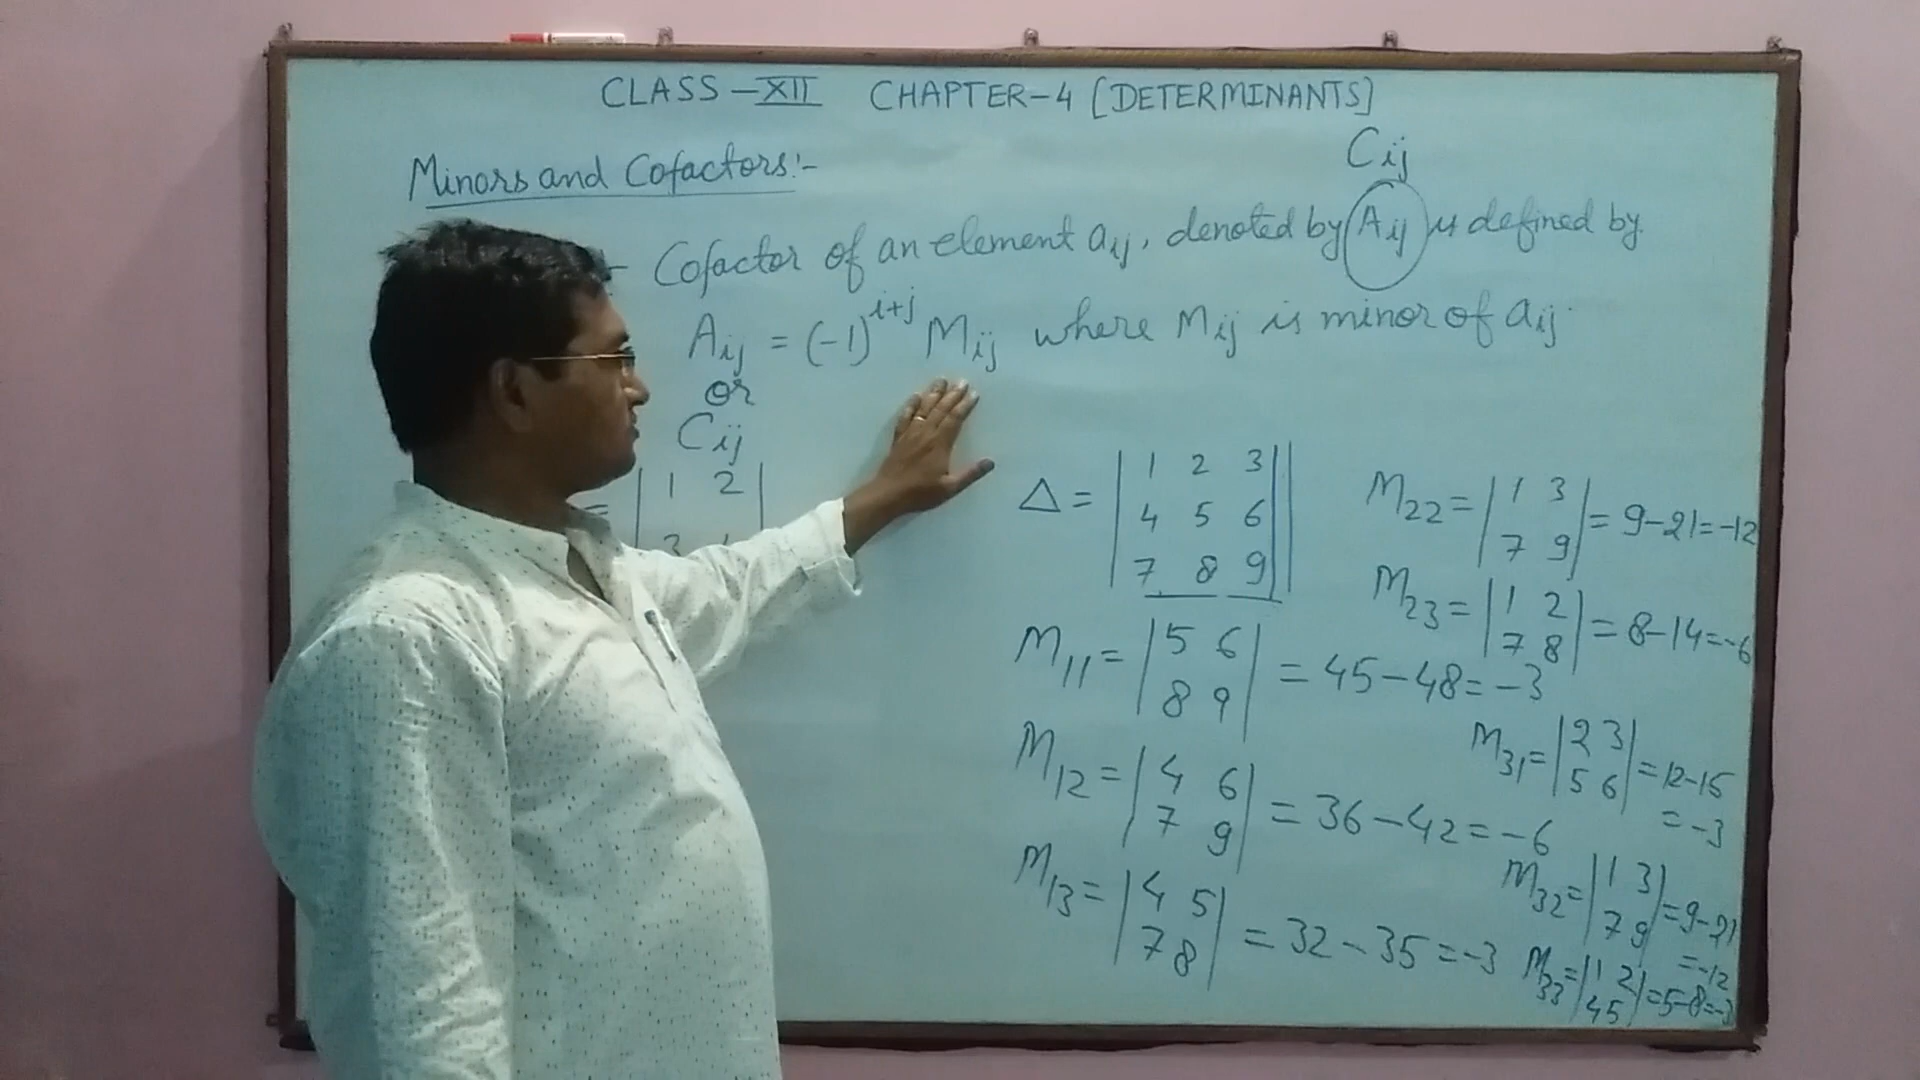 CLASS-XII CHAPTER-4 [DETERMINANTS]
Minors and Cofactors:-
Cij
- Cofactor of an element aij, denoted by Aij is defined by
Aij = (-1)^i+j Mij where Mij is minor of aij.
or
Cij
= | 1 2 |
Δ = | 1 2 3 |
| 4 5 6 |
| 7 8 9 |
M11 = | 5 6 | = 45-48 = -3
| 8 9 |
M12 = | 4 6 | = 36-42 = -6
| 7 9 |
M13 = | 4 5 | = 32-35 = -3
| 7 8 |
M22 = | 1 3 | = 9-21 = -12
| 7 9 |
M23 = | 1 2 | = 8-14 = -6
| 7 8 |
M31 = | 2 3 | = 12-15
| 5 6 |
= -3
M32 = | 1 3 | = 9-21
| 7 9 |
= -12
M33 = | 1 2 | = 5-8 = -3
| 4 5 |